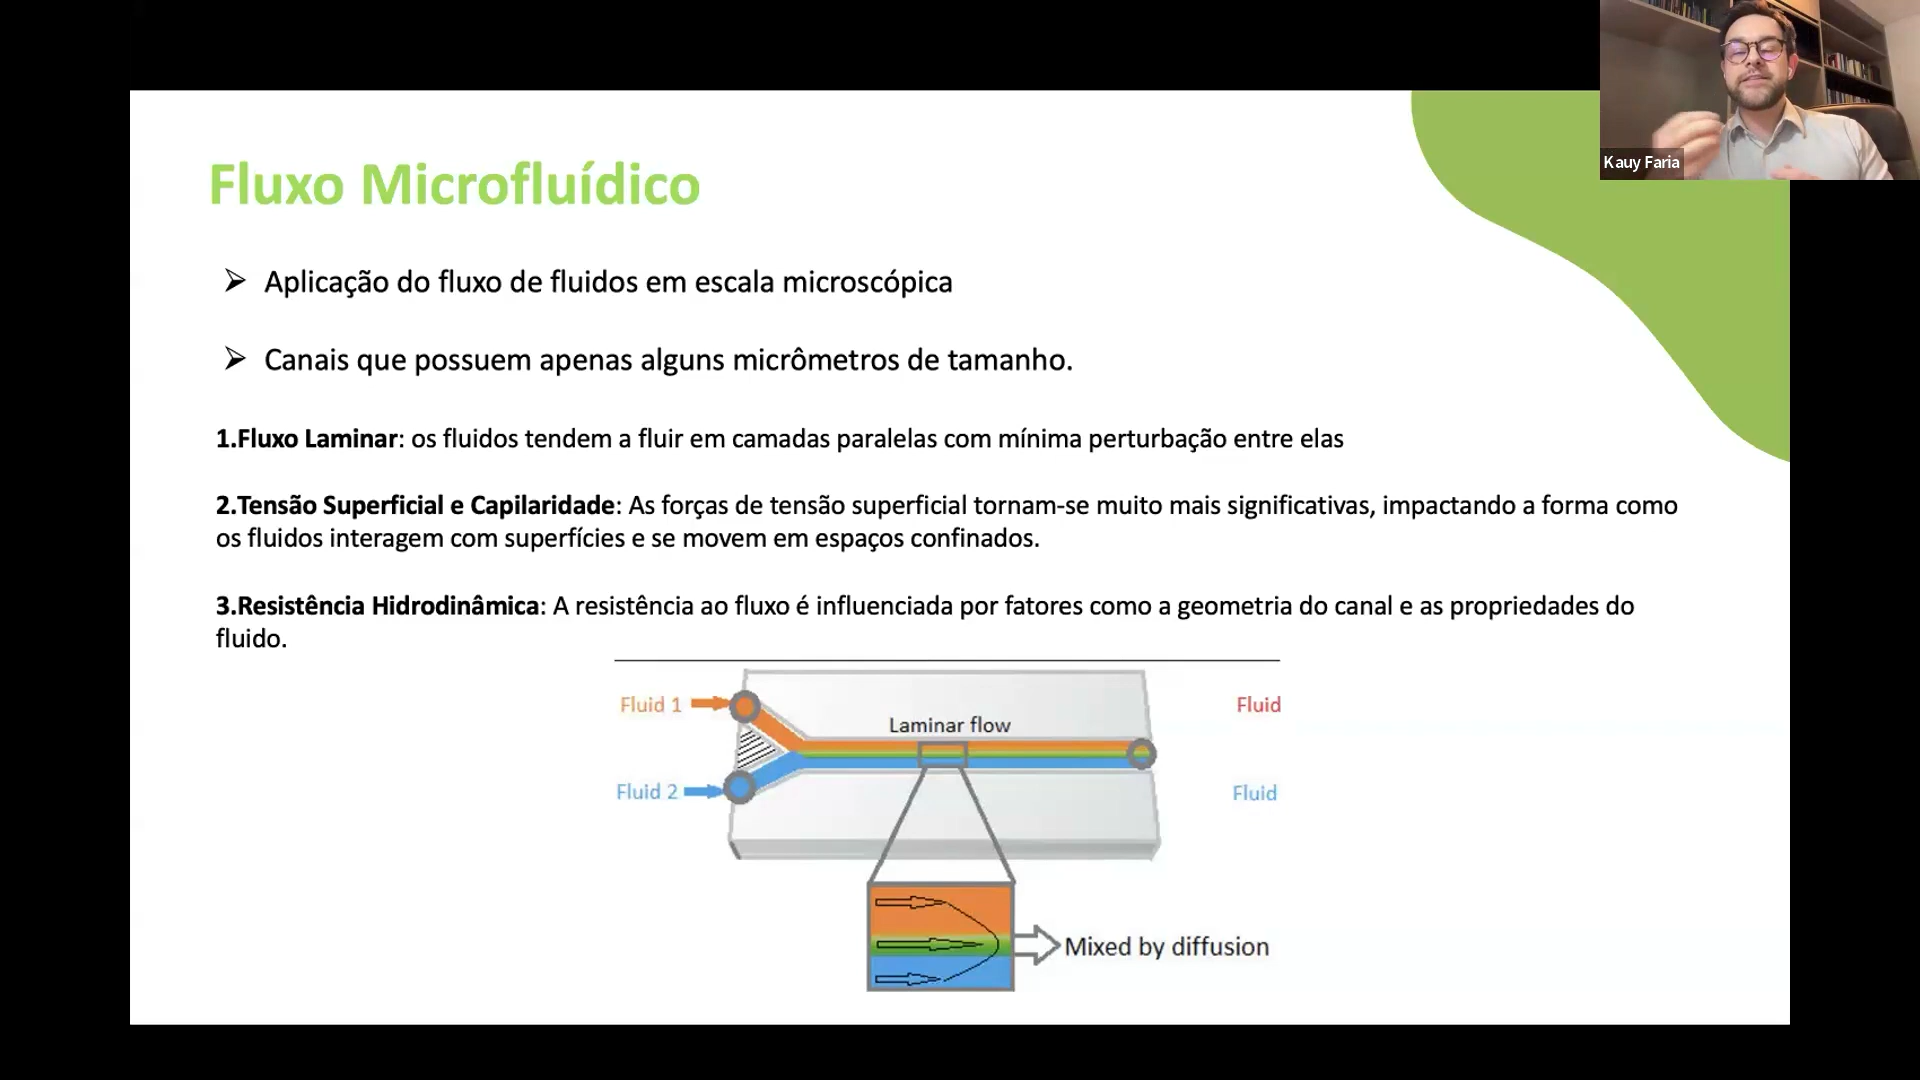 Kauy Faria
Fluxo Microfluídico
➢ Aplicação do fluxo de fluidos em escala microscópica
➢ Canais que possuem apenas alguns micrômetros de tamanho.
1.Fluxo Laminar: os fluidos tendem a fluir em camadas paralelas com mínima perturbação entre elas
2.Tensão Superficial e Capilaridade: As forças de tensão superficial tornam-se muito mais significativas, impactando a forma como
os fluidos interagem com superfícies e se movem em espaços confinados.
3.Resistência Hidrodinâmica: A resistência ao fluxo é influenciada por fatores como a geometria do canal e as propriedades do
fluido.
Fluid 1
Laminar flow
Fluid
Fluid 2
Fluid
Mixed by diffusion